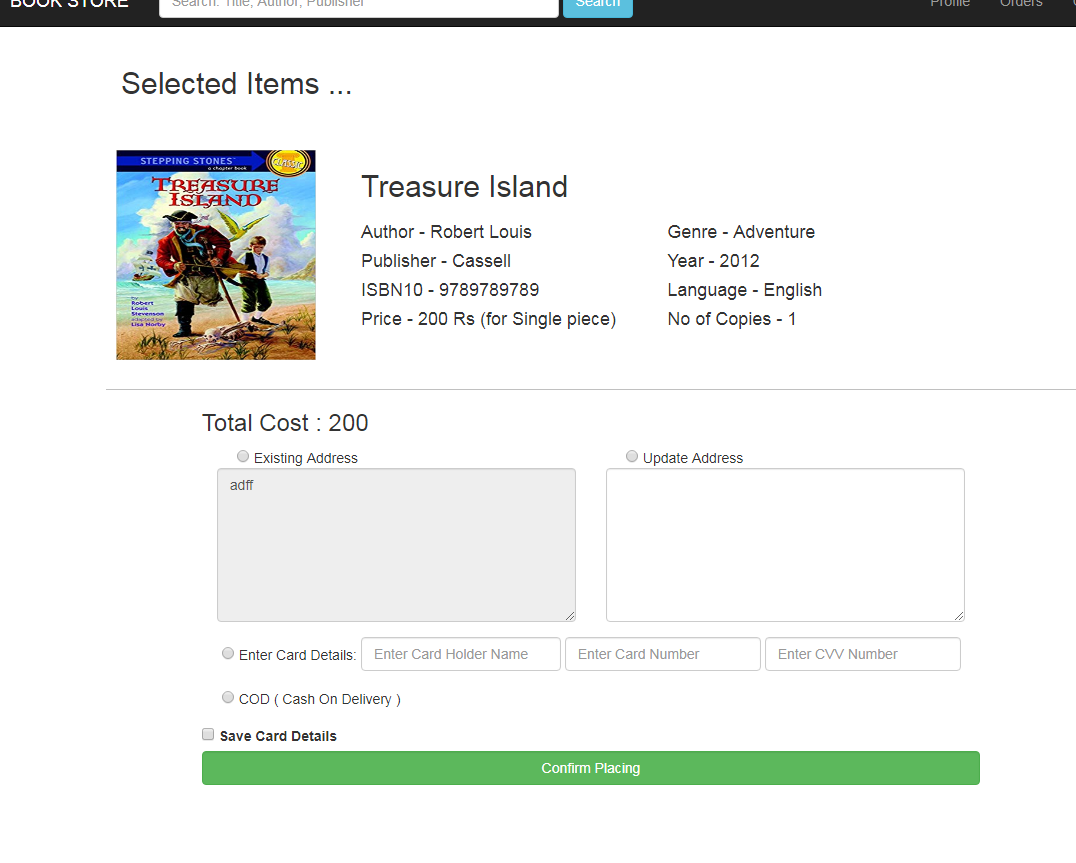 BOOK STORE Search: Title, Author, Publisher Search Profile Orders
Selected Items ...
STEPPING STONES™
a chapter book
CLASSIC
TREASURE
ISLAND
by
Robert
Louis
Stevenson
adapted by
Lisa Norby
Treasure Island
Author - Robert Louis Genre - Adventure
Publisher - Cassell Year - 2012
ISBN10 - 9789789789 Language - English
Price - 200 Rs (for Single piece) No of Copies - 1
Total Cost : 200
Existing Address Update Address
adff
Enter Card Details: Enter Card Holder Name Enter Card Number Enter CVV Number
COD ( Cash On Delivery )
Save Card Details
Confirm Placing